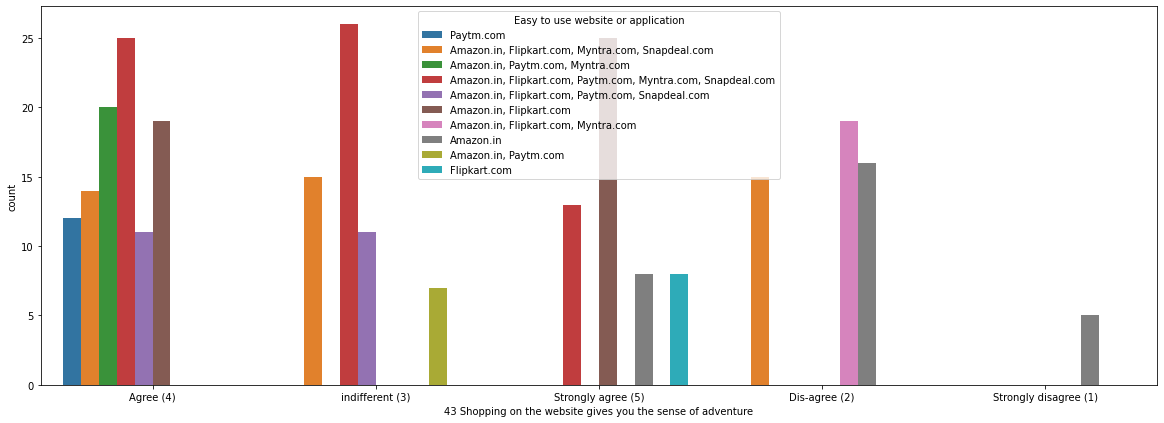 Easy to use website or application
Paytm.com
Amazon.in, Flipkart.com, Myntra.com, Snapdeal.com
Amazon.in, Paytm.com, Myntra.com
Amazon.in, Flipkart.com, Paytm.com, Myntra.com, Snapdeal.com
Amazon.in, Flipkart.com, Paytm.com, Snapdeal.com
Amazon.in, Flipkart.com
Amazon.in, Flipkart.com, Myntra.com
Amazon.in
Amazon.in, Paytm.com
Flipkart.com
25
20
15
10
5
0
count
Agree (4)
indifferent (3)
Strongly agree (5)
Dis-agree (2)
Strongly disagree (1)
43 Shopping on the website gives you the sense of adventure